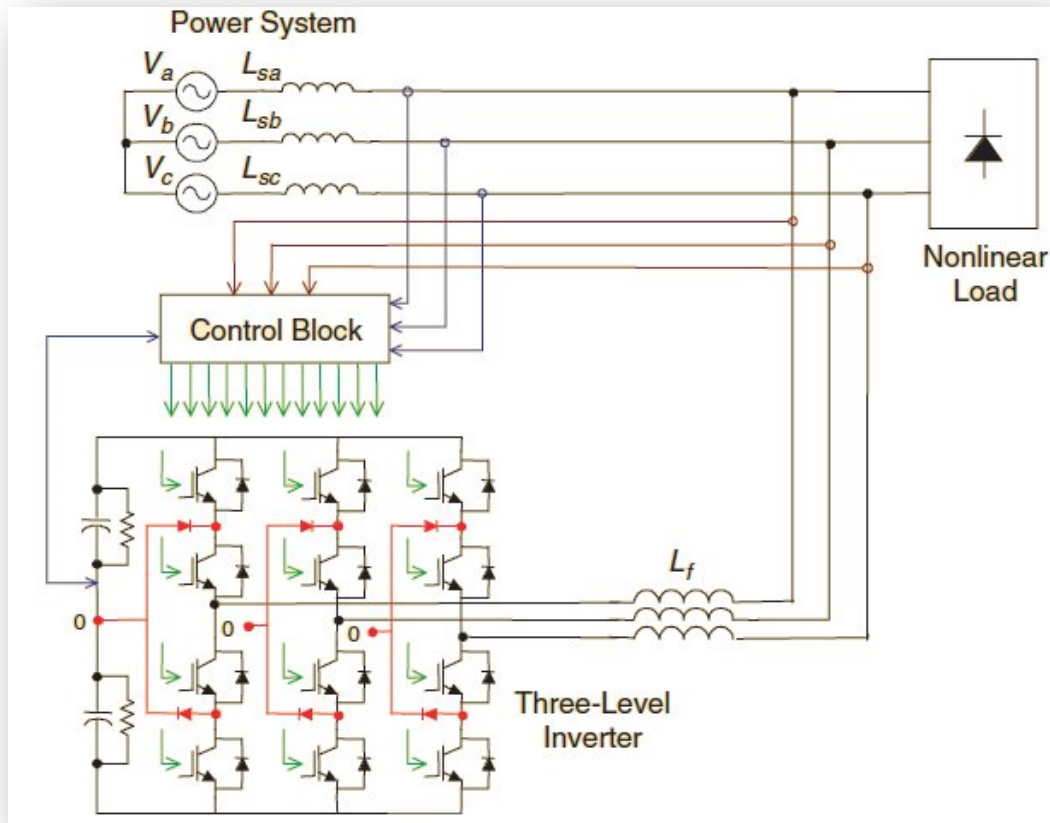 Power System
Va
Lsa
Vb
Lsb
Vc
Lsc
Nonlinear
Load
Control Block
Lf
0
0
0
Three-Level
Inverter